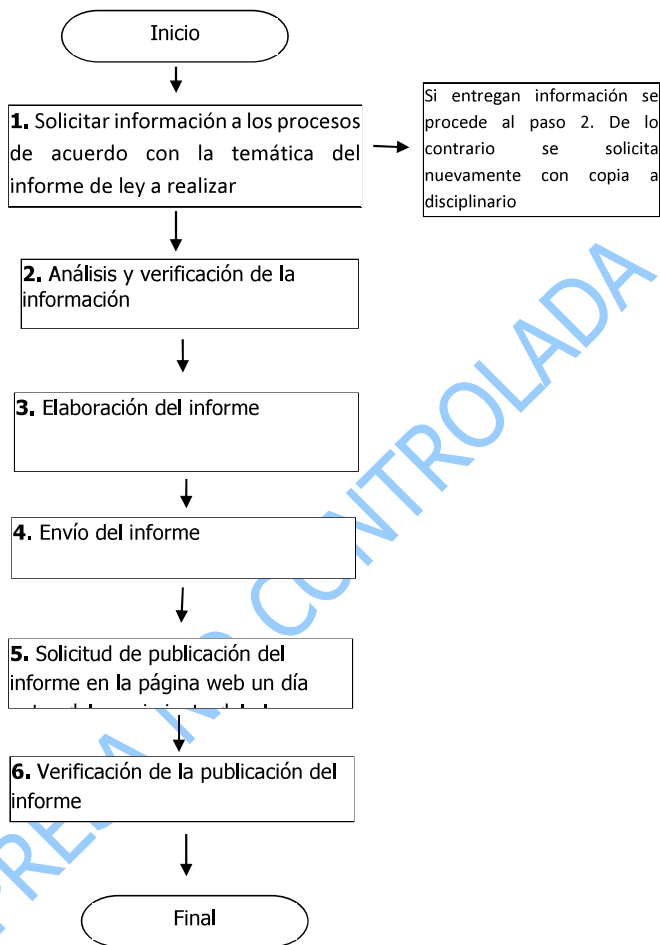 Inicio
1. Solicitar información a los procesos
de acuerdo con la temática del
informe de ley a realizar
Si entregan información se
procede al paso 2. De lo
contrario se solicita
nuevamente con copia a
disciplinario
2. Análisis y verificación de la
información
3. Elaboración del informe
4. Envío del informe
5. Solicitud de publicación del
informe en la página web un día
6. Verificación de la publicación del
informe
Final
CONTROLADA